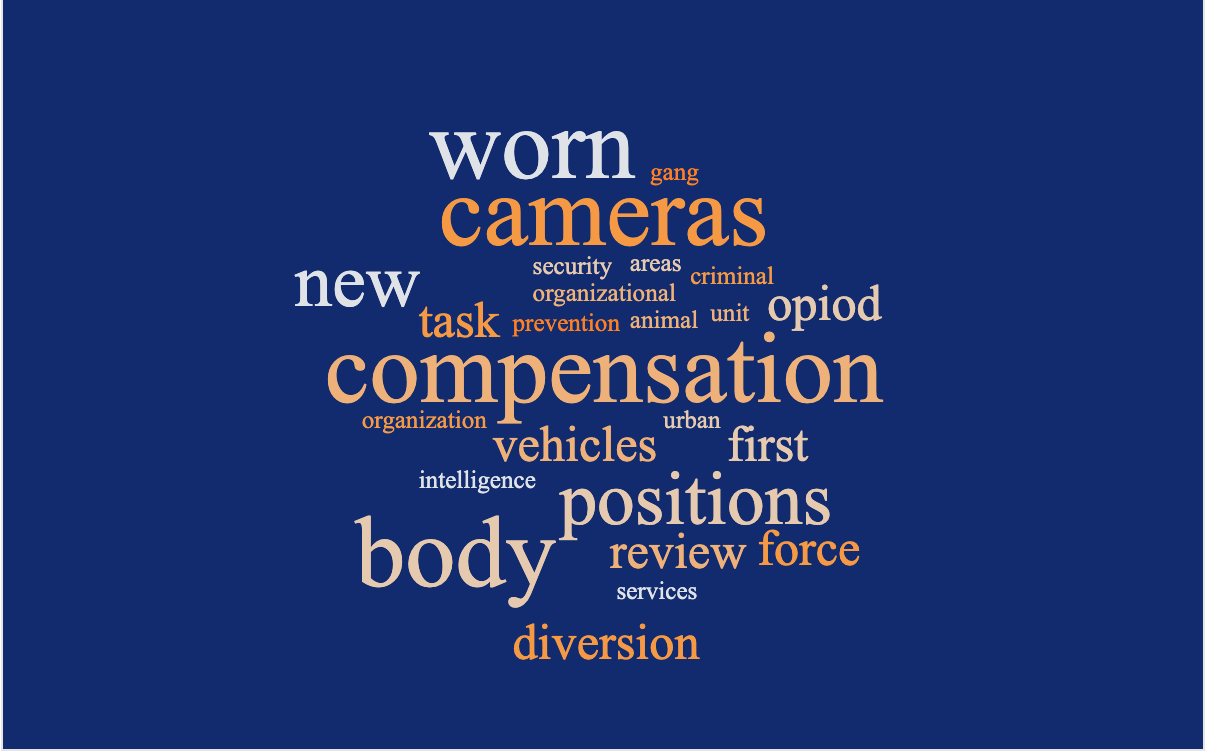 worn
gang
cameras
security areas
criminal
new
organizational
opiod
task prevention animal unit
compensation
organization urban
vehicles first
intelligence
positions
body
review force
services
diversion